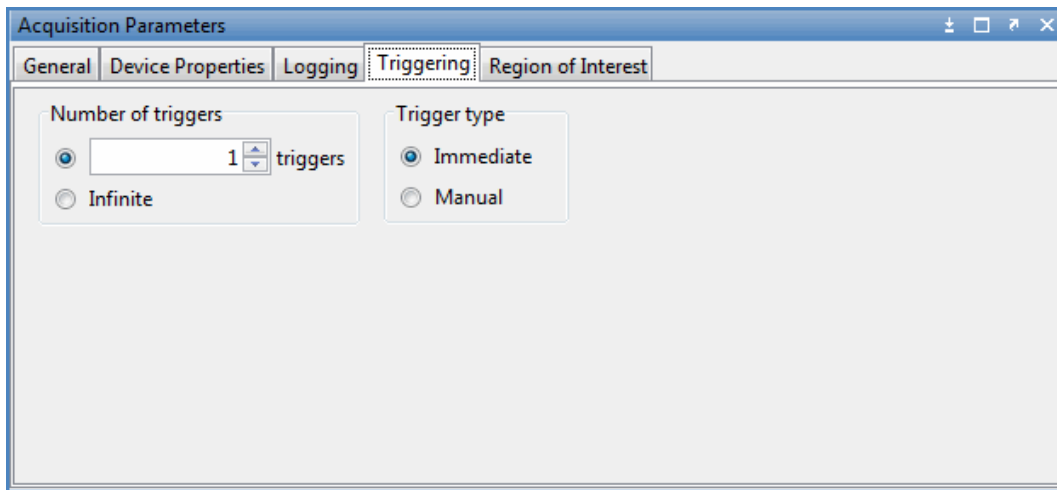 Acquisition Parameters
General Device Properties Logging Triggering Region of Interest
Number of triggers Trigger type
1 triggers Immediate
Infinite Manual